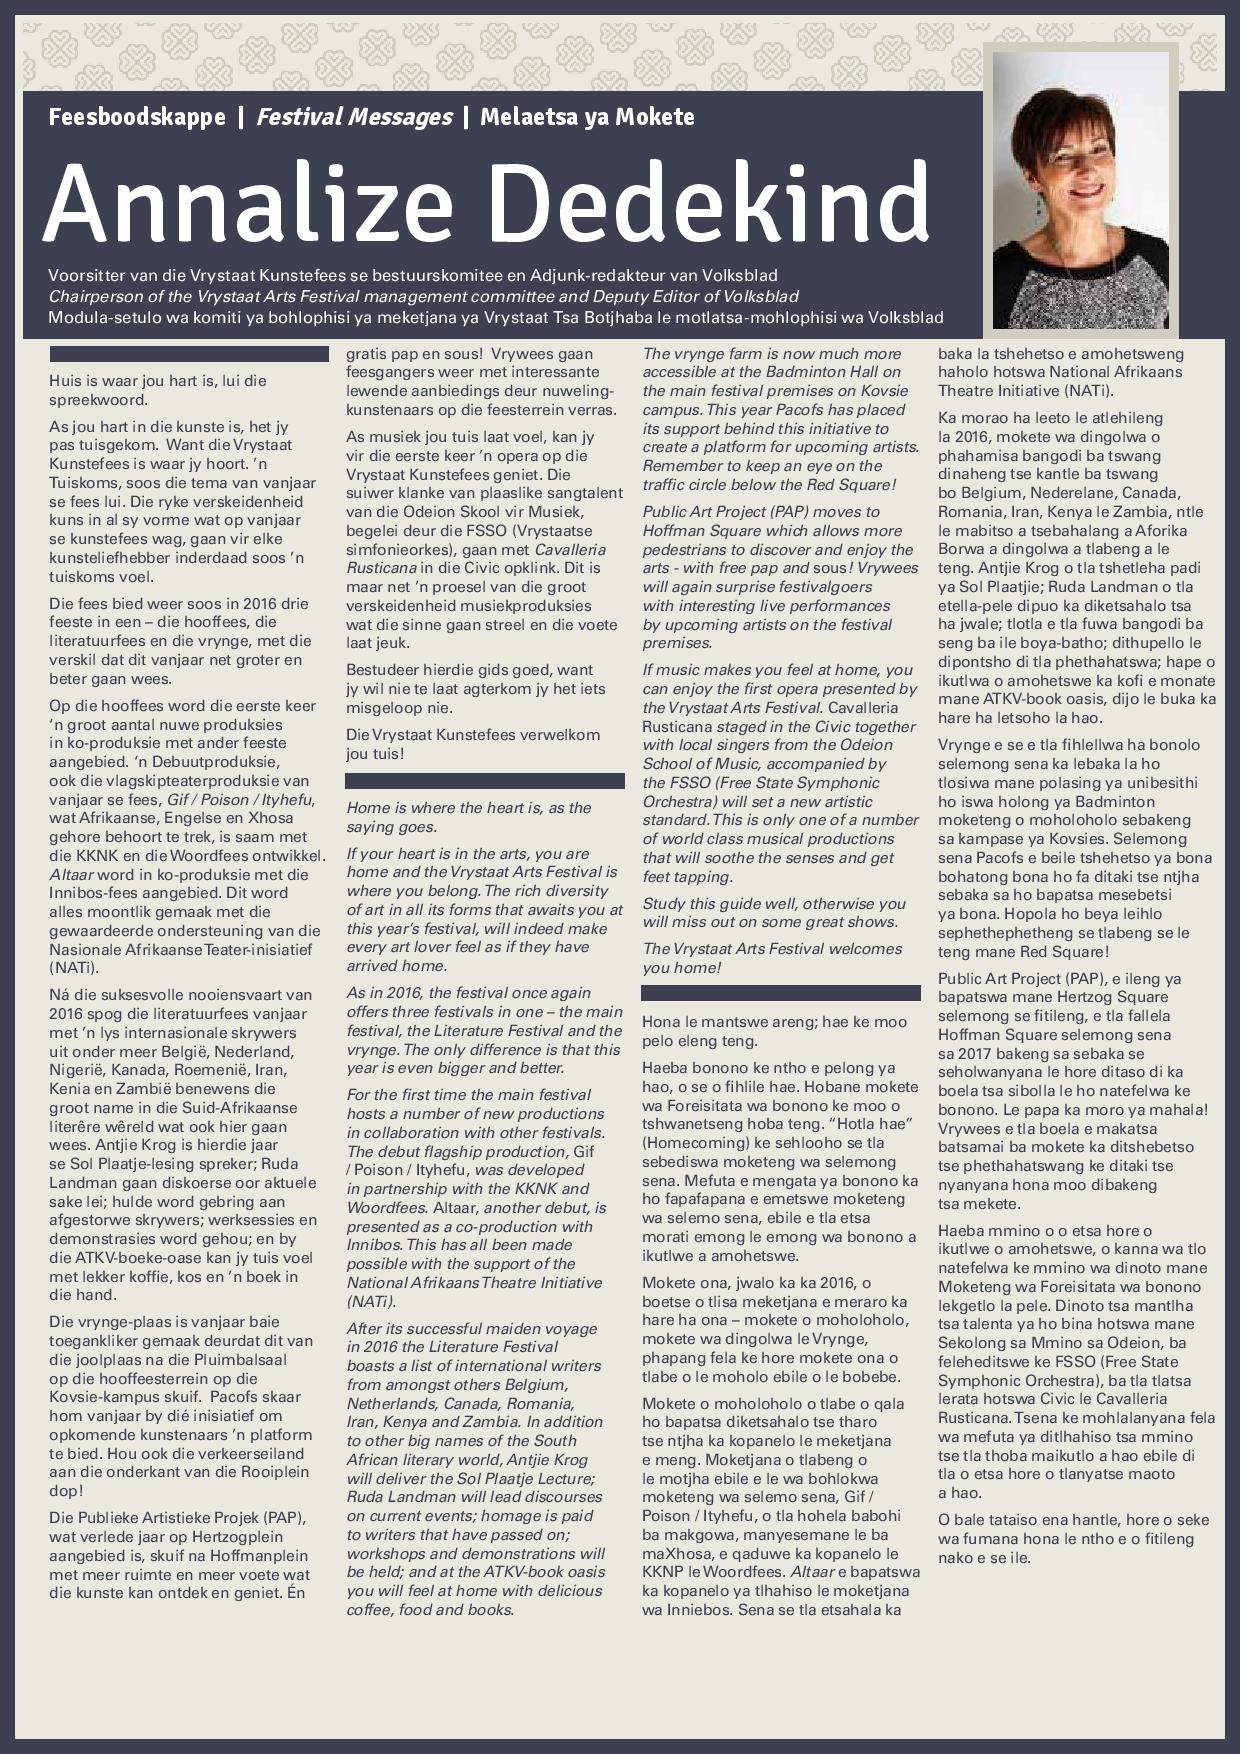 Feesboodskappe | Festival Messages | Melaetsa ya Mokete
Annalize Dedekind
Voorsitter van die Vrystaat Kunstefees se bestuurskomitee en Adjunk-redakteur van Volksblad
Chairperson of the Vrystaat Arts Festival management committee and Deputy Editor of Volksblad
Modula-setulo wa komiti ya bohlophisi ya meketjana ya Vrystaat Tsa Botjhaba le motlatsa-mohlophisi wa Volksblad
Huis is waar jou hart is, lui die
spreekwoord.
As jou hart in die kunste is, het jy
pas tuisgekom. Want die Vrystaat
Kunstefees is waar jy hoort. ’n
Tuiskoms, soos die tema van vanjaar
se fees lui. Die ryke verskeidenheid
kuns in al sy vorme wat op vanjaar
se kunstefees wag, gaan vir elke
kunsteliefhebber inderdaad soos ’n
tuiskoms voel.
Die fees bied weer soos in 2016 drie
feeste in een – die hooffees, die
literatuurfees en die vrynge, met die
verskil dat dit vanjaar net groter en
beter gaan wees.
Op die hooffees word die eerste keer
‘n groot aantal nuwe produksies
in ko-produksie met ander feeste
aangebied. ‘n Debuutproduksie,
ook die vlagskipteaterproduksie van
vanjaar se fees, Gif / Poison / Ityhefu,
wat Afrikaanse, Engelse en Xhosa
gehore behoort te trek, is saam met
die KKNK en die Woordfees ontwikkel.
Altaar word in ko-produksie met die
Innibos-fees aangebied. Dit word
alles moontlik gemaak met die
gewaardeerde ondersteuning van die
Nasionale Afrikaanse Teater-inisiatief
(NATi).
Ná die suksesvolle nooiensvaart van
2016 spog die literatuurfees vanjaar
met ’n lys internasionale skrywers
uit onder meer België, Nederland,
Nigerië, Kanada, Roemenië, Iran,
Kenia en Zambië benewens die
groot name in die Suid-Afrikaanse
literêre wêreld wat ook hier gaan
wees. Antjie Krog is hierdie jaar
se Sol Plaatje-lesing spreker; Ruda
Landman gaan diskoerse oor aktuele
sake lei; hulde word gebring aan
afgestorwe skrywers; werksessies en
demonstrasies word gehou; en by
die ATKV-boeke-oase kan jy tuis voel
met lekker koffie, kos en ’n boek in
die hand.
Die vrynge-plaas is vanjaar baie
toegankliker gemaak deurdat dit van
die joolplaas na die Pluimbalsaal
op die hooffeesterrein op die
Kovsie-kampus skuif. Pacofs skaar
hom vanjaar by dié inisiatief om
opkomende kunstenaars ’n platform
te bied. Hou ook die verkeerseiland
aan die onderkant van die Rooiplein
dop!
Die Publieke Artistieke Projek (PAP),
wat verlede jaar op Hertzogplein
aangebied is, skuif na Hoffmanplein
met meer ruimte en meer voete wat
die kunste kan ontdek en geniet. Én
gratis pap en sous! Vrywees gaan
feesgangers weer met interessante
lewende aanbiedings deur nuweling-
kunstenaars op die feesterrein verras.
As musiek jou tuis laat voel, kan jy
vir die eerste keer ’n opera op die
Vrystaat Kunstefees geniet. Die
suiwer klanke van plaaslike sangtalent
van die Odeion Skool vir Musiek,
begelei deur die FSSO (Vrystaatse
simfonieorkes), gaan met Cavalleria
Rusticana in die Civic opklink. Dit is
maar net ’n proesel van die groot
verskeidenheid musiekproduksies
wat die sinne gaan streel en die voete
laat jeuk.
Bestudeer hierdie gids goed, want
jy wil nie te laat agterkom jy het iets
misgeloop nie.
Die Vrystaat Kunstefees verwelkom
jou tuis!
Home is where the heart is, as the
saying goes.
If your heart is in the arts, you are
home and the Vrystaat Arts Festival is
where you belong. The rich diversity
of art in all its forms that awaits you at
this year’s festival, will indeed make
every art lover feel as if they have
arrived home.
As in 2016, the festival once again
offers three festivals in one – the main
festival, the Literature Festival and the
vrynge. The only difference is that this
year is even bigger and better.
For the first time the main festival
hosts a number of new productions
in collaboration with other festivals.
The debut flagship production, Gif
/ Poison / Ityhefu, was developed
in partnership with the KKNK and
Woordfees. Altaar, another debut, is
presented as a co-production with
Innibos. This has all been made
possible with the support of the
National Afrikaans Theatre Initiative
(NATi).
After its successful maiden voyage
in 2016 the Literature Festival
boasts a list of international writers
from amongst others Belgium,
Netherlands, Canada, Romania,
Iran, Kenya and Zambia. In addition
to other big names of the South
African literary world, Antjie Krog
will deliver the Sol Plaatje Lecture;
Ruda Landman will lead discourses
on current events; homage is paid
to writers that have passed on;
workshops and demonstrations will
be held; and at the ATKV-book oasis
you will feel at home with delicious
coffee, food and books.
The vrynge farm is now much more
accessible at the Badminton Hall on
the main festival premises on Kovsie
campus. This year Pacofs has placed
its support behind this initiative to
create a platform for upcoming artists.
Remember to keep an eye on the
traffic circle below the Red Square!
Public Art Project (PAP) moves to
Hoffman Square which allows more
pedestrians to discover and enjoy the
arts - with free pap and sous! Vrywees
will again surprise festivalgoers
with interesting live performances
by upcoming artists on the festival
premises.
If music makes you feel at home, you
can enjoy the first opera presented by
the Vrystaat Arts Festival. Cavalleria
Rusticana staged in the Civic together
with local singers from the Odeion
School of Music, accompanied by
the FSSO (Free State Symphonic
Orchestra) will set a new artistic
standard. This is only one of a number
of world class musical productions
that will soothe the senses and get
feet tapping.
Study this guide well, otherwise you
will miss out on some great shows.
The Vrystaat Arts Festival welcomes
you home!
Hona le mantswe areng; hae ke moo
pelo eleng teng.
Haeba bonono ke ntho e pelong ya
hao, o se o fihlile hae. Hobane mokete
wa Foreisitata wa bonono ke moo o
tshwanetseng hoba teng. “Hotla hae”
(Homecoming) ke sehlooho se tla
sebediswa moketeng wa selemong
sena. Mefuta e mengata ya bonono ka
ho fapafapana e emetswe moketeng
wa selemo sena, ebile e tla etsa
morati emong le emong wa bonono a
ikutlwe a amohetswe.
Mokete ona, jwalo ka ka 2016, o
boetse o tlisa meketjana e meraro ka
hare ha ona – mokete o moholoholo,
mokete wa dingolwa le Vrynge,
phapang fela ke hore mokete ona o
tlabe o le moholo ebile o le bobebe.
Mokete o moholoholo o tlabe o qala
ho bapatsa diketsahalo tse tharo
tse ntjha ka kopanelo le meketjana
e meng. Moketjana o tlabeng o
le motjha ebile e le wa bohlokwa
moketeng wa selemo sena, Gif /
Poison / Ityhefu, o tla hohela babohi
ba makgowa, manyesemane le ba
maXhosa, e qaduwe ka kopanelo le
KKNP le Woordfees. Altaar e bapatswa
ka kopanelo ya tlhahiso le moketjana
wa Inniebos. Sena se tla etsahala ka
baka la tshehetso e amohetsweng
haholo hotswa National Afrikaans
Theatre Initiative (NATi).
Ka morao ha leeto le atlehileng
la 2016, mokete wa dingolwa o
phahamisa bangodi ba tswang
dinaheng tse kantle ba tswang
bo Belgium, Nederelane, Canada,
Romania, Iran, Kenya le Zambia, ntle
le mabitso a tsebahalang a Aforika
Borwa a dingolwa a tlabeng a le
teng. Antjie Krog o tla tshetleha padi
ya Sol Plaatjie; Ruda Landman o tla
etella-pele dipuo ka diketsahalo tsa
ha jwale; tlotla e tla fuwa bangodi ba
seng ba ile boya-batho; dithupello le
dipontsho di tla phethahatswa; hape o
ikutlwa o amohetswe ka kofi e monate
mane ATKV-book oasis, dijo le buka ka
hare ha letsoho la hao.
Vrynge e se e tla fihlellwa ha bonolo
selemong sena ka lebaka la ho
tlosiwa mane polasing ya unibesithi
ho iswa holong ya Badminton
moketeng o moholoholo sebakeng
sa kampase ya Kovsies. Selemong
sena Pacofs e beile tshehetso ya bona
bohatong bona ho fa ditaki tse ntjha
sebaka sa ho bapatsa mesebetsi
ya bona. Hopola ho beya leihlo
sephethephetheng se tlabeng se le
teng mane Red Square!
Public Art Project (PAP), e ileng ya
bapatswa mane Hertzog Square
selemong se fitileng, e tla fallela
Hoffman Square selemong sena
sa 2017 bakeng sa sebaka se
seholwanyana le hore ditaso di ka
boela tsa sibolla le ho natefelwa ke
bonono. Le papa ka moro ya mahala!
Vrywees e tla boela e makatsa
batsamai ba mokete ka ditshebetso
tse phethahatswang ke ditaki tse
nyanyana hona moo dibakeng
tsa mekete.
Haeba mmino o o etsa hore o
ikutlwe o amohetswe, o kanna wa tlo
natefelwa ke mmino wa dinoto mane
Moketeng wa Foreisitata wa bonono
lekgetlo la pele. Dinoto tsa mantlha
tsa talenta ya ho bina hotswa mane
Sekolong sa Mmino sa Odeion, ba
feleheditswe ke FSSO (Free State
Symphonic Orchestra), ba tla tlatsa
lerata hotswa Civic le Cavalleria
Rusticana. Tsena ke mohlalanyana fela
wa mefuta ya ditlhahiso tsa mmino
tse tla thoba maikutlo a hao ebile di
tla o etsa hore o tlanyatse maoto
a hao.
O bale tataiso ena hantle, hore o seke
wa fumana hona le ntho e o fitileng
nako e se ile.